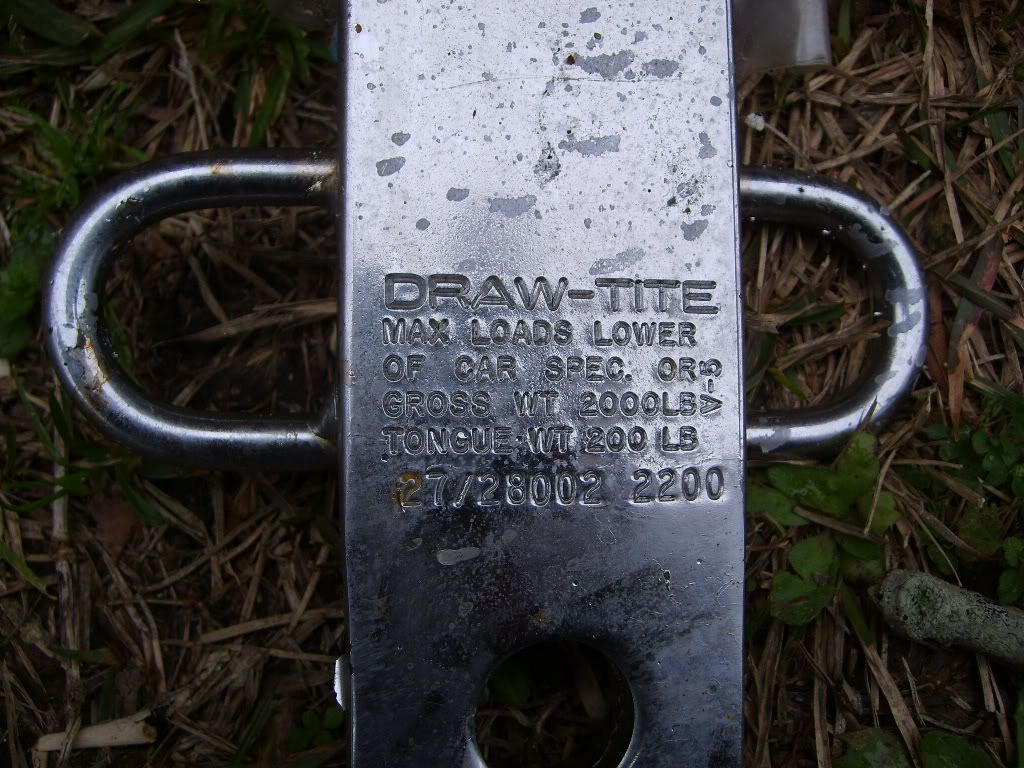 DRAW-TITE
MAX LOADS LOWER
OF CAR SPEC. OR
GROSS WT 2000LB
TONGUE WT 200 LB
27/28002 2200
V-5